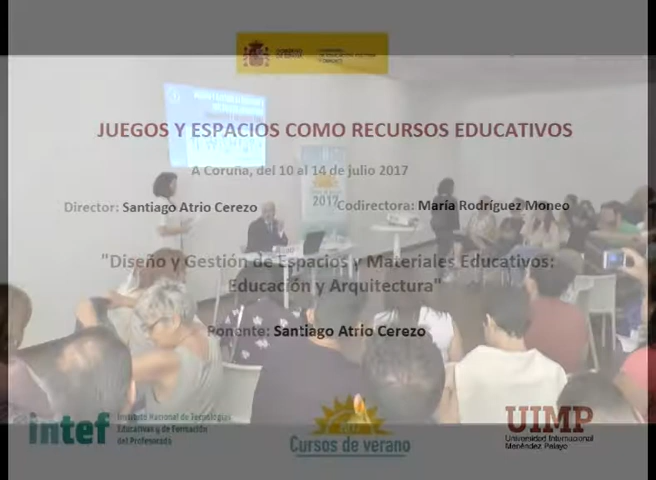 JUEGOS Y ESPACIOS COMO RECURSOS EDUCATIVOS
A Coruña, del 10 al 14 de julio 2017
Director: Santiago Atrio Cerezo
Codirectora: María Rodríguez Moneo
2017
"Diseño y Gestión de Espacios y Materiales Educativos:
Educación y Arquitectura"
Ponente: Santiago Atrio Cerezo
intef
Instituto Nacional de Tecnologías
Educativas y de Formación
del Profesorado
Cursos de verano
UIMP
Universidad Internacional
Menéndez Pelayo